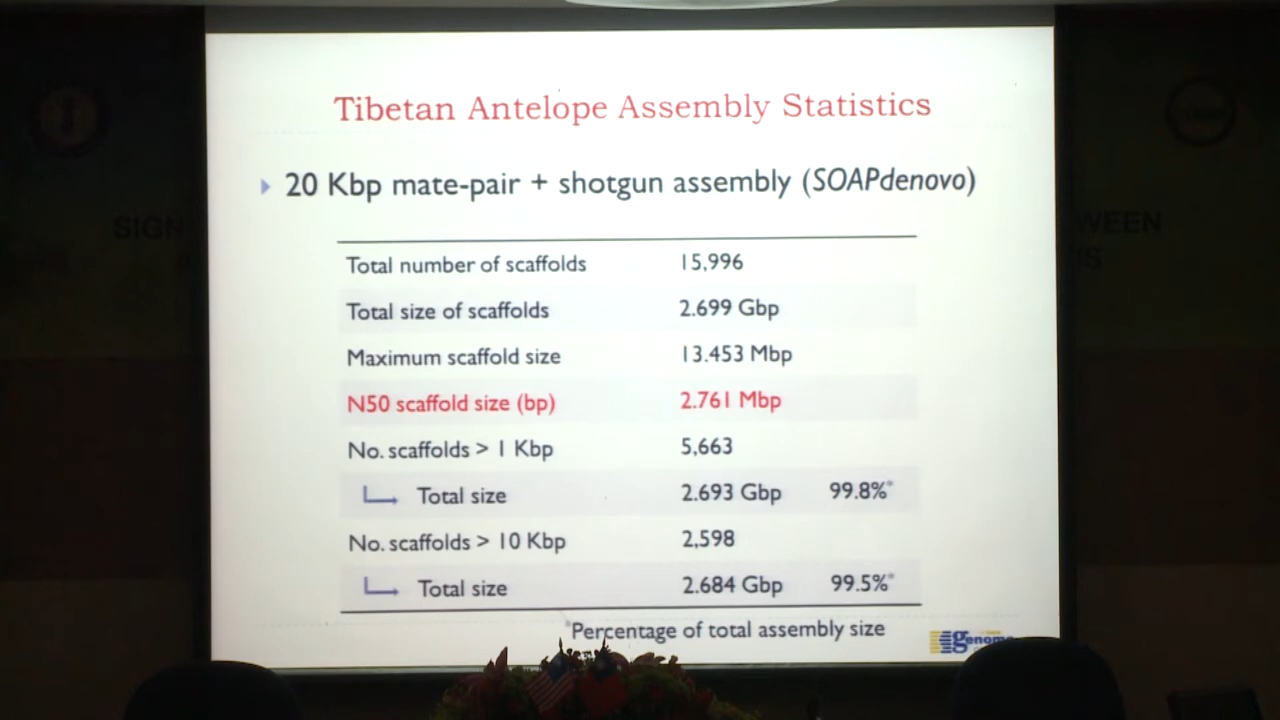 Tibetan Antelope Assembly Statistics
20 Kbp mate-pair + shotgun assembly (SOAPdenovo)
Total number of scaffolds 15,996
Total size of scaffolds 2.699 Gbp
Maximum scaffold size 13.453 Mbp
N50 scaffold size (bp) 2.761 Mbp
No. scaffolds > 1 Kbp 5,663
Total size 2.693 Gbp 99.8%*
No. scaffolds > 10 Kbp 2,598
Total size 2.684 Gbp 99.5%*
*Percentage of total assembly size
SIGN
WEEN